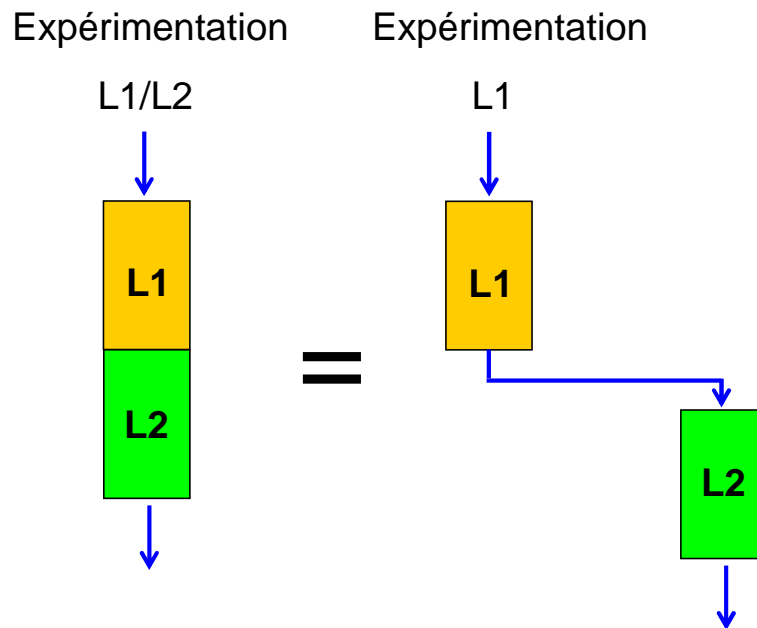 Expérimentation Expérimentation
L1/L2 L1
L1 L1
=
L2
L2